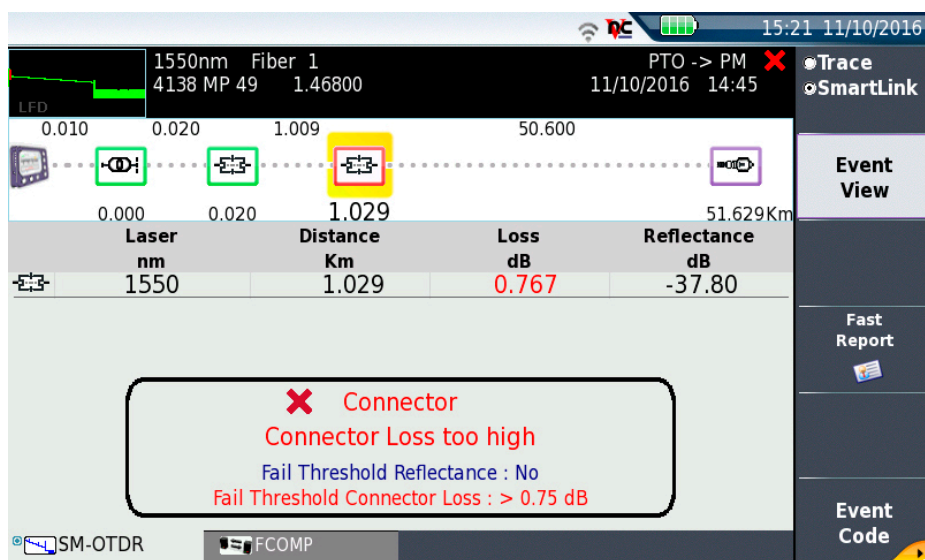 15:21 11/10/2016
1550nm Fiber 1 PTO -> PM
4138 MP 49 1.46800 11/10/2016 14:45
LFD
Trace
SmartLink
0.010 0.020 1.009 50.600
0.000 0.020 1.029 51.629Km
Event
View
Laser Distance Loss Reflectance
nm Km dB dB
1550 1.029 0.767 -37.80
Fast
Report
Connector
Connector Loss too high
Fail Threshold Reflectance : No
Fail Threshold Connector Loss : > 0.75 dB
Event
Code
SM-OTDR FCOMP